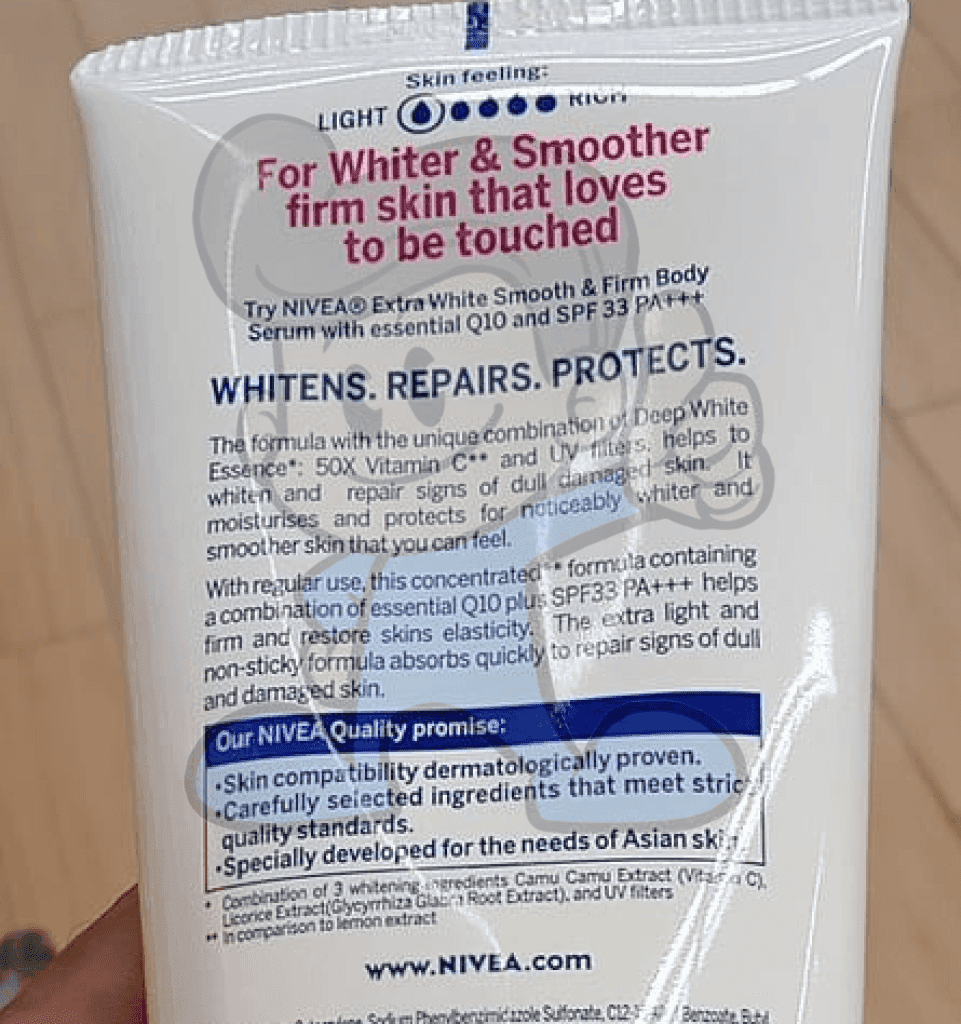 Skin feeling:
LIGHT RICH
For Whiter & Smoother
firm skin that loves
to be touched
Try NIVEA® Extra White Smooth & Firm Body
Serum with essential Q10 and SPF 33 PA+++
WHITENS. REPAIRS. PROTECTS.
The formula with the unique combination of Deep White
Essence*: 50X Vitamin C** and UV filters, helps to
whiten and repair signs of dull damaged skin. It
moisturises and protects for noticeably whiter and
smoother skin that you can feel.
With regular use, this concentrated** formula containing
a combination of essential Q10 plus SPF33 PA+++ helps
firm and restore skins elasticity. The extra light and
non-sticky formula absorbs quickly to repair signs of dull
and damaged skin.
Our NIVEA Quality promise:
•Skin compatibility dermatologically proven.
•Carefully selected ingredients that meet stric
quality standards.
•Specially developed for the needs of Asian skin
* Combination of 3 whitening ingredients Camu Camu Extract (Vitamin C),
Licorice Extract(Glycyrrhiza Glabra Root Extract), and UV filters
** In comparison to lemon extract
www.NIVEA.com
Sodium Phenylbenzimidazole Sulfonate, C12- Benzoate, Butyl